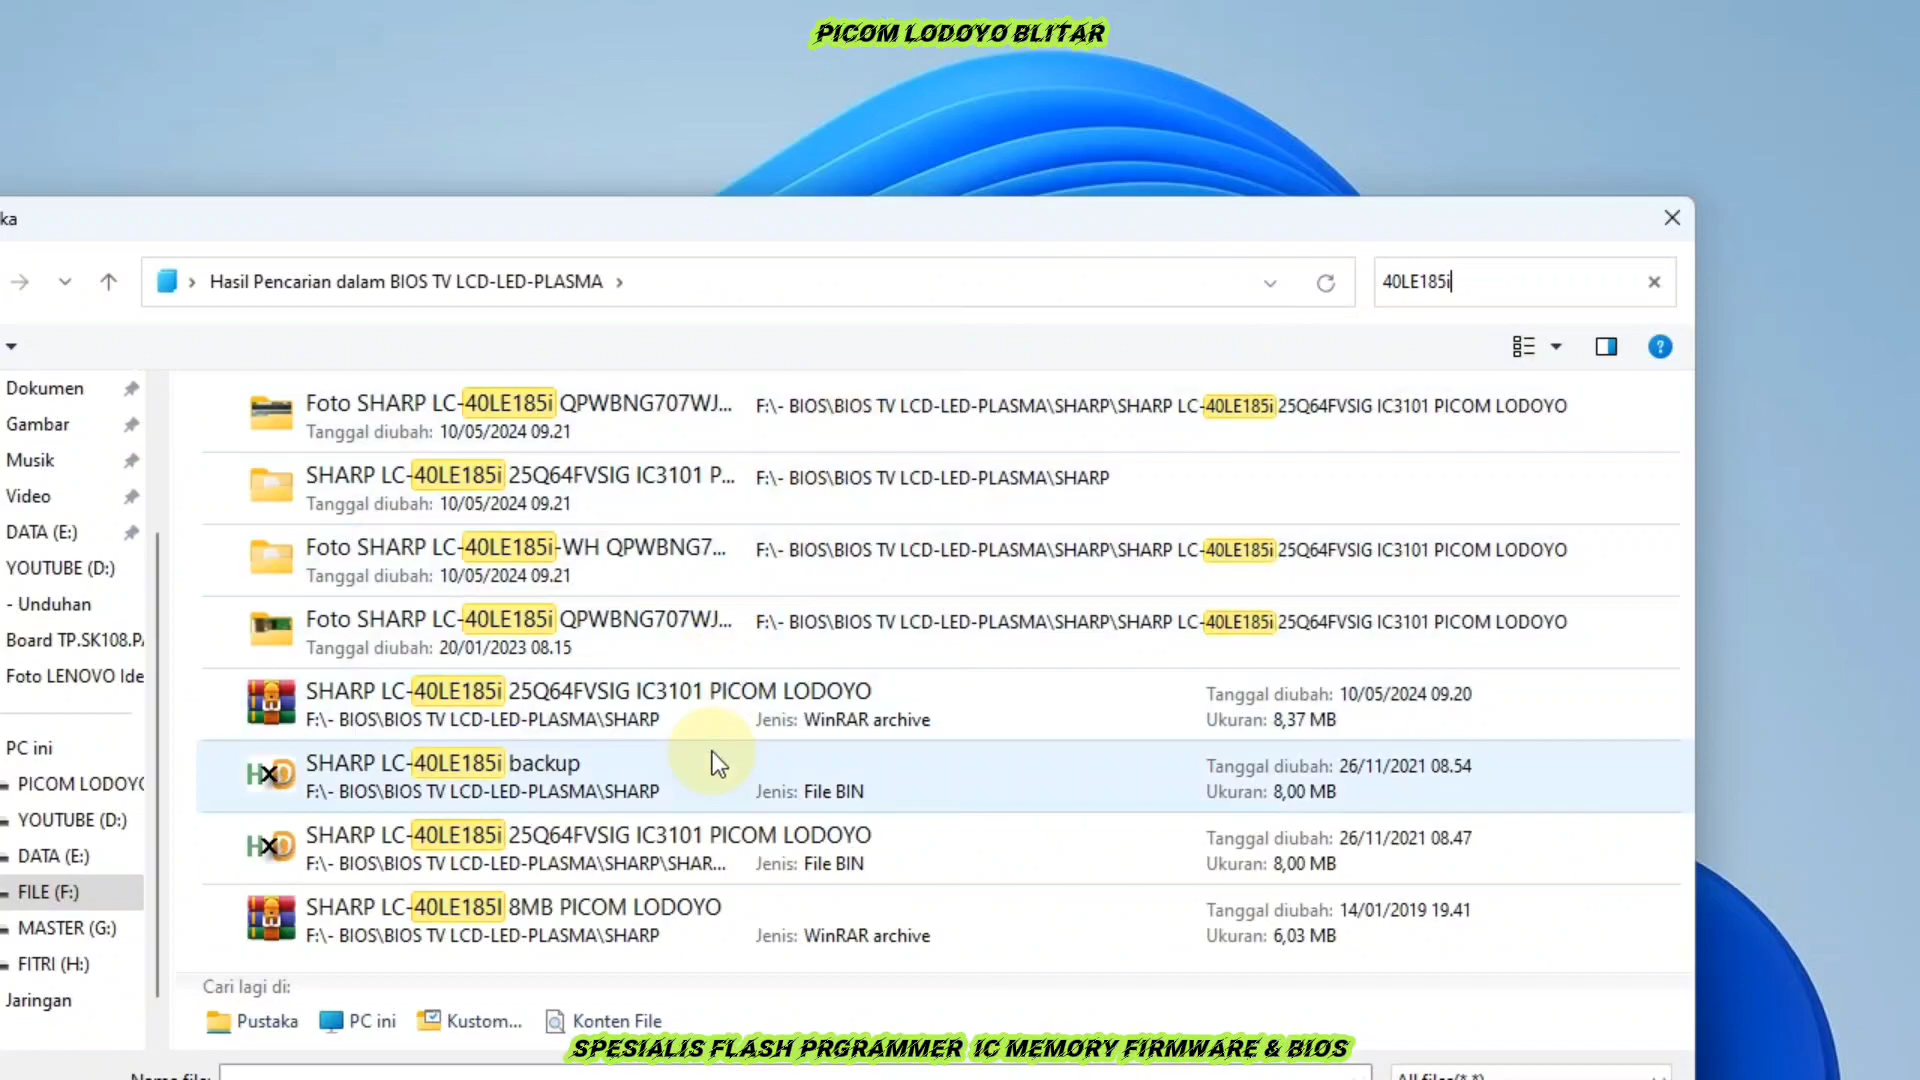 PICOM LODOYO BLITAR
ka
Hasil Pencarian dalam BIOS TV LCD-LED-PLASMA
40LE185i
Dokumen
Gambar
Musik
Video
DATA (E:)
YOUTUBE (D:)
- Unduhan
Board TP.SK108.P
Foto LENOVO Ide
PC ini
PICOM LODOYO
YOUTUBE (D:)
DATA (E:)
FILE (F:)
MASTER (G:)
FITRI (H:)
Jaringan
Foto SHARP LC-40LE185i QPWBNG707WJ... F:\- BIOS\BIOS TV LCD-LED-PLASMA\SHARP\SHARP LC-40LE185i 25Q64FVSIG IC3101 PICOM LODOYO
Tanggal diubah: 10/05/2024 09.21
SHARP LC-40LE185i 25Q64FVSIG IC3101 P... F:\- BIOS\BIOS TV LCD-LED-PLASMA\SHARP
Tanggal diubah: 10/05/2024 09.21
Foto SHARP LC-40LE185i-WH QPWBNG7... F:\- BIOS\BIOS TV LCD-LED-PLASMA\SHARP\SHARP LC-40LE185i 25Q64FVSIG IC3101 PICOM LODOYO
Tanggal diubah: 10/05/2024 09.21
Foto SHARP LC-40LE185i QPWBNG707WJ... F:\- BIOS\BIOS TV LCD-LED-PLASMA\SHARP\SHARP LC-40LE185i 25Q64FVSIG IC3101 PICOM LODOYO
Tanggal diubah: 20/01/2023 08.15
SHARP LC-40LE185i 25Q64FVSIG IC3101 PICOM LODOYO Tanggal diubah: 10/05/2024 09.20
F:\- BIOS\BIOS TV LCD-LED-PLASMA\SHARP Jenis: WinRAR archive Ukuran: 8,37 MB
SHARP LC-40LE185i backup Tanggal diubah: 26/11/2021 08.54
F:\- BIOS\BIOS TV LCD-LED-PLASMA\SHARP Jenis: File BIN Ukuran: 8,00 MB
SHARP LC-40LE185i 25Q64FVSIG IC3101 PICOM LODOYO Tanggal diubah: 26/11/2021 08.47
F:\- BIOS\BIOS TV LCD-LED-PLASMA\SHARP\SHAR... Jenis: File BIN Ukuran: 8,00 MB
SHARP LC-40LE185I 8MB PICOM LODOYO Tanggal diubah: 14/01/2019 19.41
F:\- BIOS\BIOS TV LCD-LED-PLASMA\SHARP Jenis: WinRAR archive Ukuran: 6,03 MB
Cari lagi di:
Pustaka PC ini Kustom... Konten File
SPESIALIS FLASH PRGRAMMER IC MEMORY FIRMWARE & BIOS
Name file: All files(*.*)